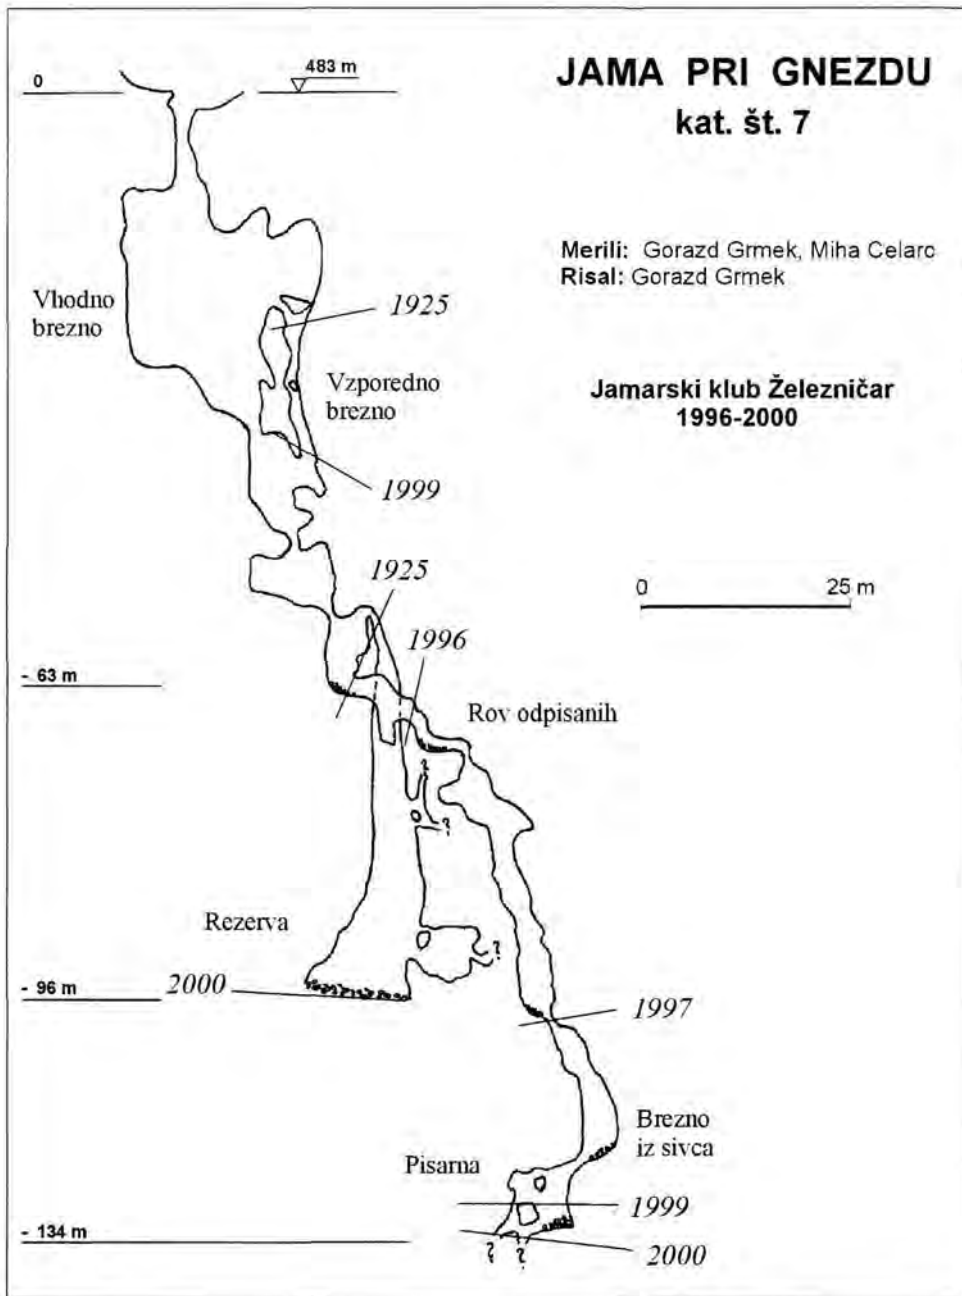 JAMA PRI GNEZDU
kat. št. 7
0
483 m
Merili: Gorazd Grmek, Miha Celarc
Risal: Gorazd Grmek
Vhodno
brezno
1925
Vzporedno
brezno
Jamarski klub Železničar
1996-2000
1999
1925
0 25 m
1996
- 63 m
Rov odpisanih
?
?
Rezerva
?
- 96 m
2000
1997
Brezno
iz sivca
Pisarna
1999
- 134 m
2000
? ?